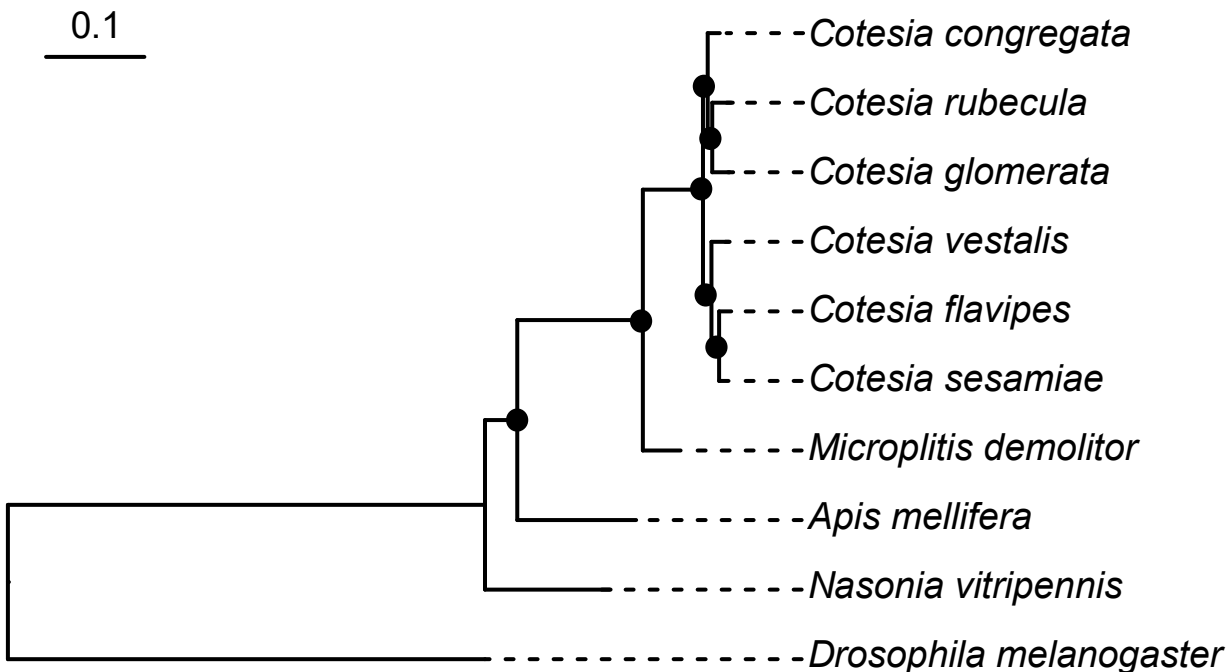 0.1
Cotesia congregata
Cotesia rubecula
Cotesia glomerata
Cotesia vestalis
Cotesia flavipes
Cotesia sesamiae
Microplitis demolitor
Apis mellifera
Nasonia vitripennis
Drosophila melanogaster